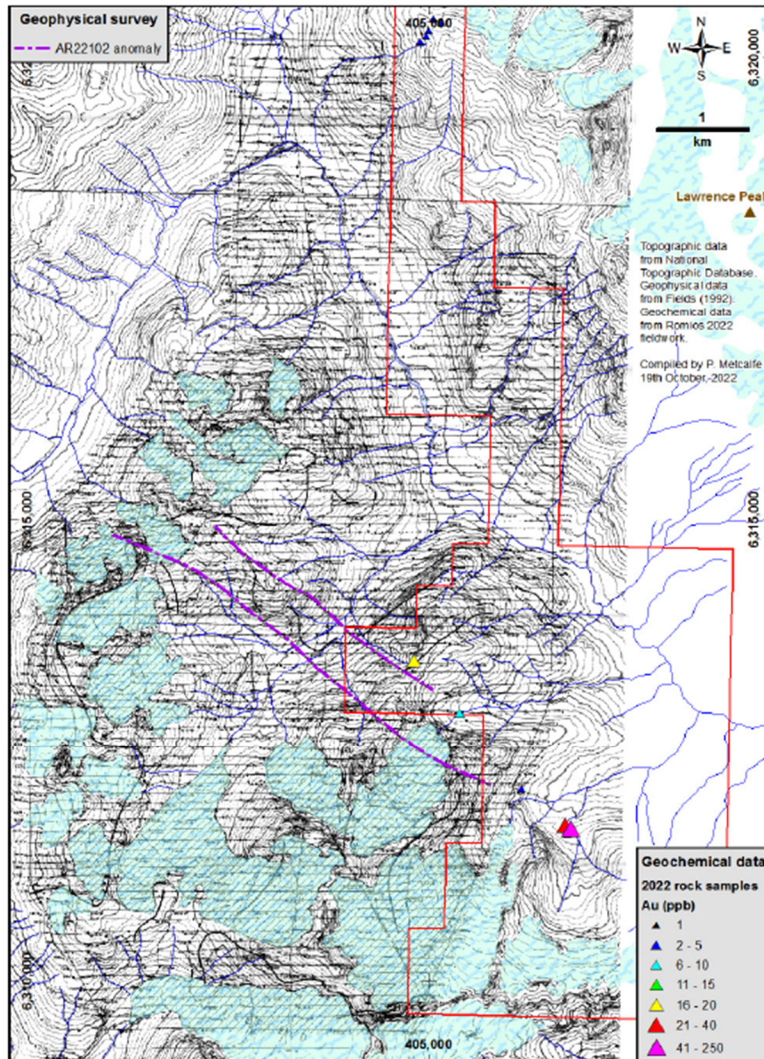 Geophysical survey
AR22102 anomaly
405,000
N
W E
S
6,320,000
1
km
Lawrence Peak
Topographic data
from National
Topographic Database.
Geophysical data
from Fields (1992).
Geochemical data
from Romios 2022
fieldwork.
Compiled by P. Metcalfe
19th October, 2022
6,315,000
6,315,000
6,310,000
Geochemical data
2022 rock samples
Au (ppb)
1
2 - 5
6 - 10
11 - 15
16 - 20
21 - 40
41 - 250
405,000